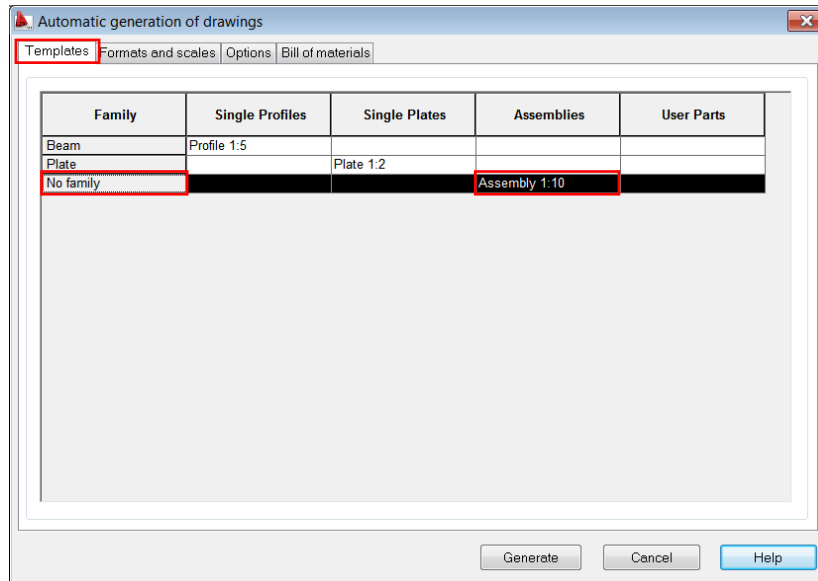 Automatic generation of drawings
Templates Formats and scales Options Bill of materials
Family Single Profiles Single Plates Assemblies User Parts
Beam Profile 1:5
Plate Plate 1:2
No family Assembly 1:10
Generate Cancel Help